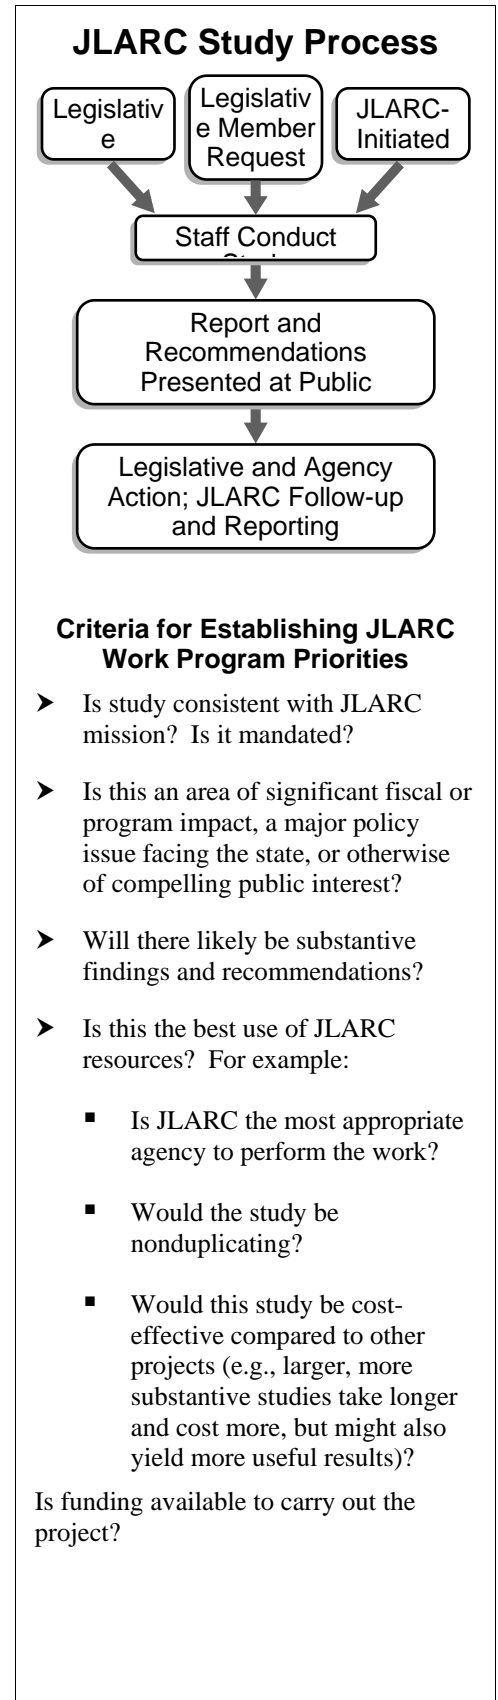 JLARC Study Process
Legislativ
e
Legislativ
e Member
Request
JLARC-
Initiated
Staff Conduct
Report and
Recommendations
Presented at Public
Legislative and Agency
Action; JLARC Follow-up
and Reporting
Criteria for Establishing JLARC
Work Program Priorities
➤ Is study consistent with JLARC
mission? Is it mandated?
➤ Is this an area of significant fiscal or
program impact, a major policy
issue facing the state, or otherwise
of compelling public interest?
➤ Will there likely be substantive
findings and recommendations?
➤ Is this the best use of JLARC
resources? For example:
▪ Is JLARC the most appropriate
agency to perform the work?
▪ Would the study be
nonduplicating?
▪ Would this study be cost-
effective compared to other
projects (e.g., larger, more
substantive studies take longer
and cost more, but might also
yield more useful results)?
Is funding available to carry out the
project?